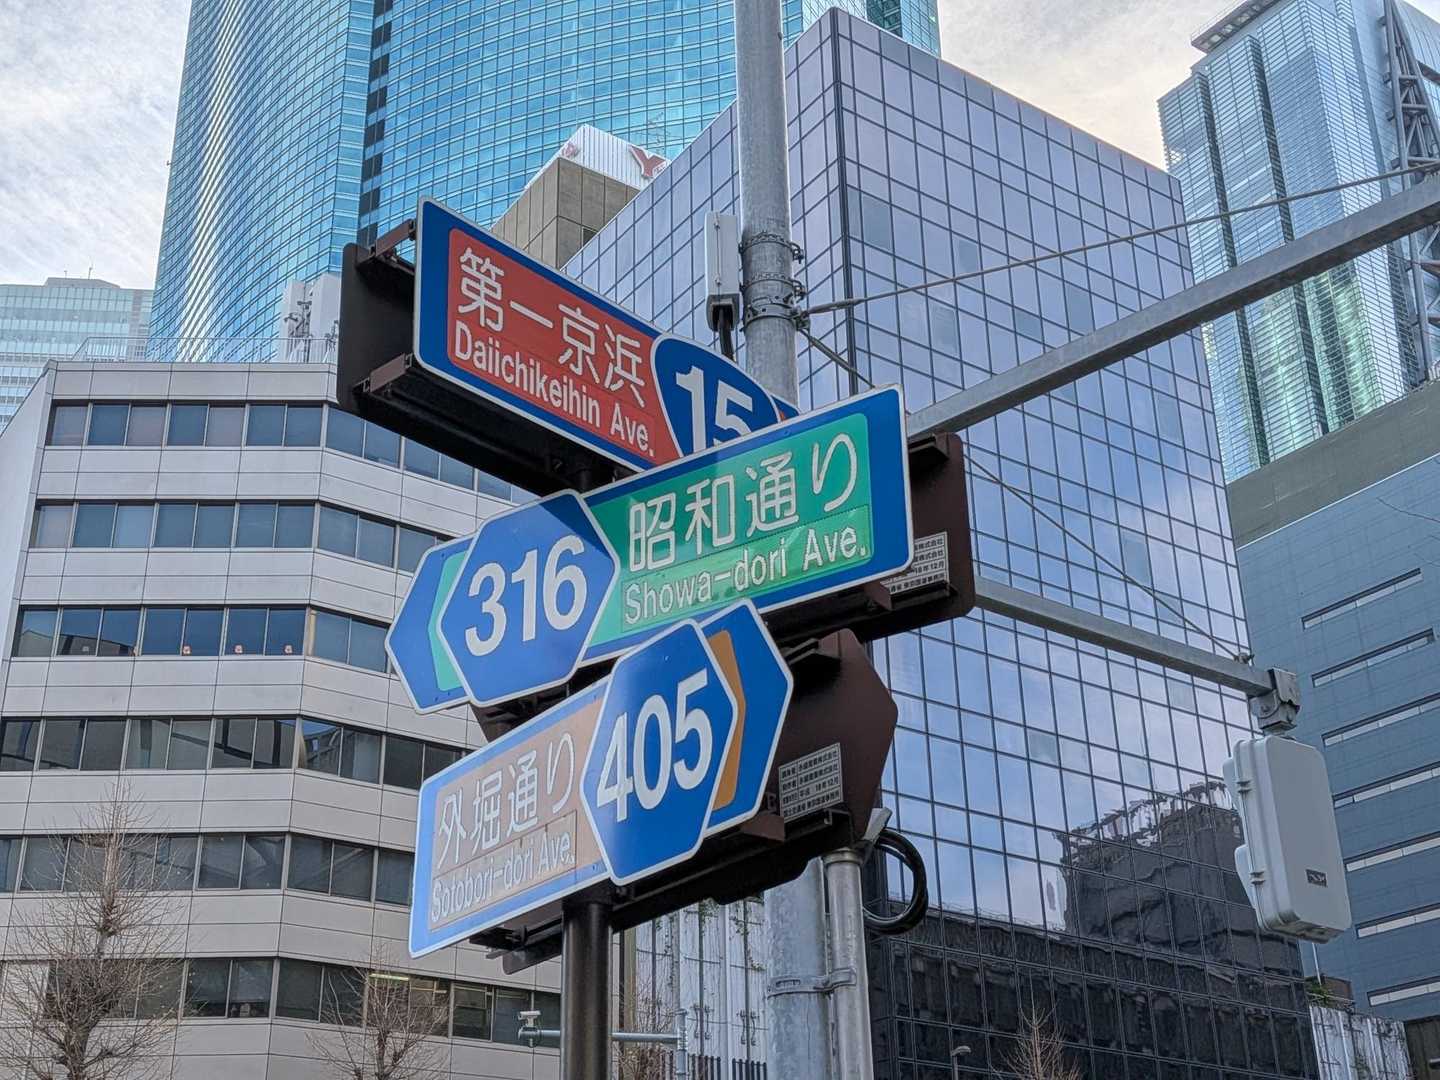 第一京浜
Daiichikeihin Ave.
15
昭和通り
Showa-dori Ave.
316
外堀通り
Sotobori-dori Ave.
405